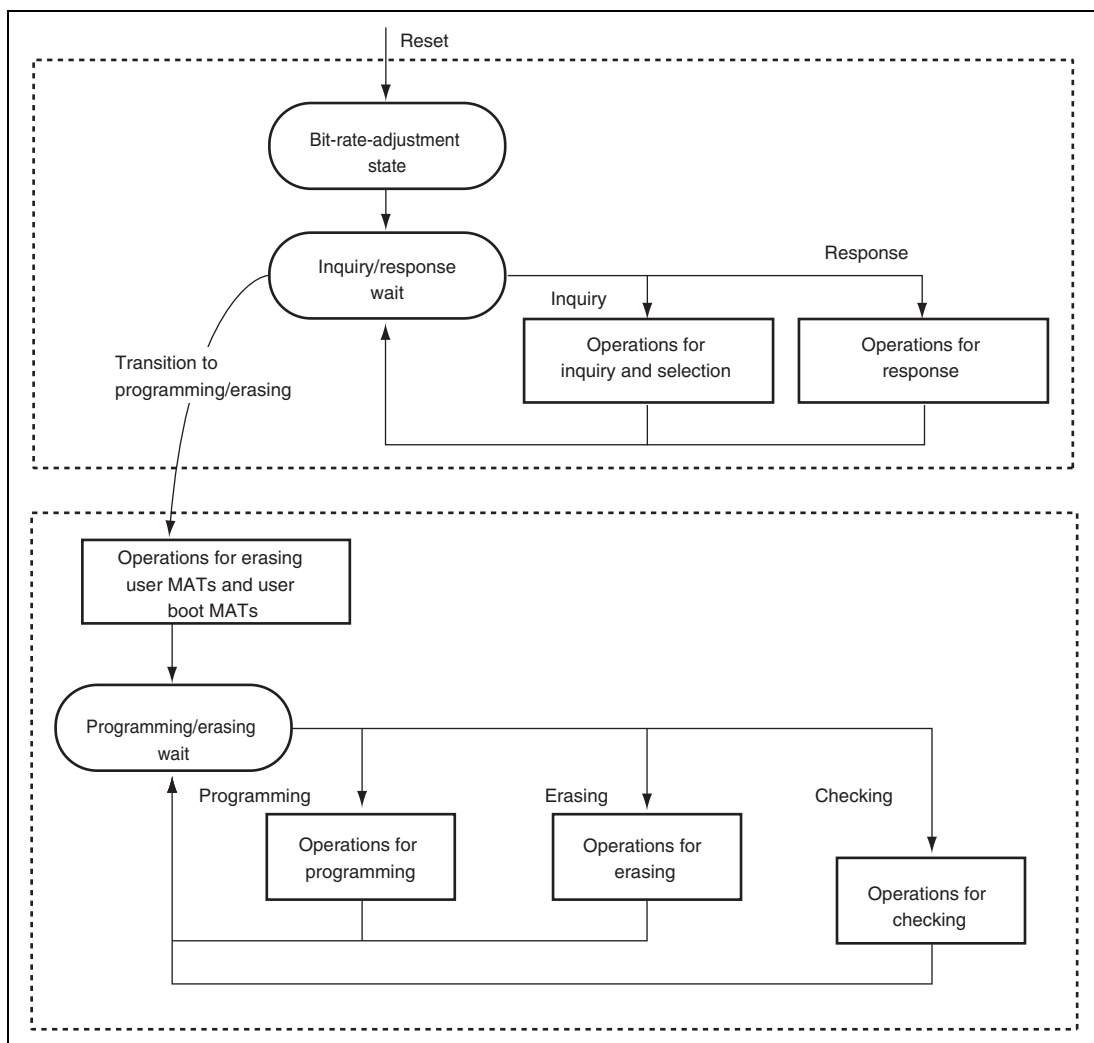 Reset
Bit-rate-adjustment
state
Inquiry/response
wait
Response
Inquiry
Operations for
inquiry and selection
Operations for
response
Transition to
programming/erasing
Operations for erasing
user MATs and user
boot MATs
Programming/erasing
wait
Programming
Erasing
Checking
Operations for
programming
Operations for
erasing
Operations for
checking